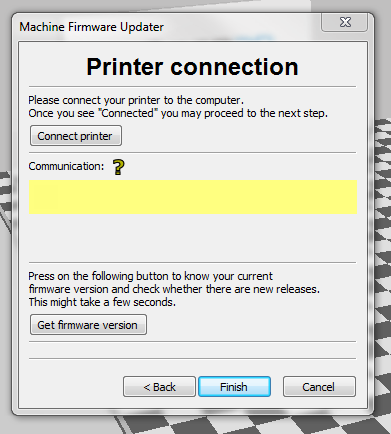 Machine Firmware Updater
Printer connection
Please connect your printer to the computer.
Once you see "Connected" you may proceed to the next step.
Connect printer
Communication: ?
Press on the following button to know your current
firmware version and check whether there are new releases.
This might take a few seconds.
Get firmware version
< Back Finish Cancel